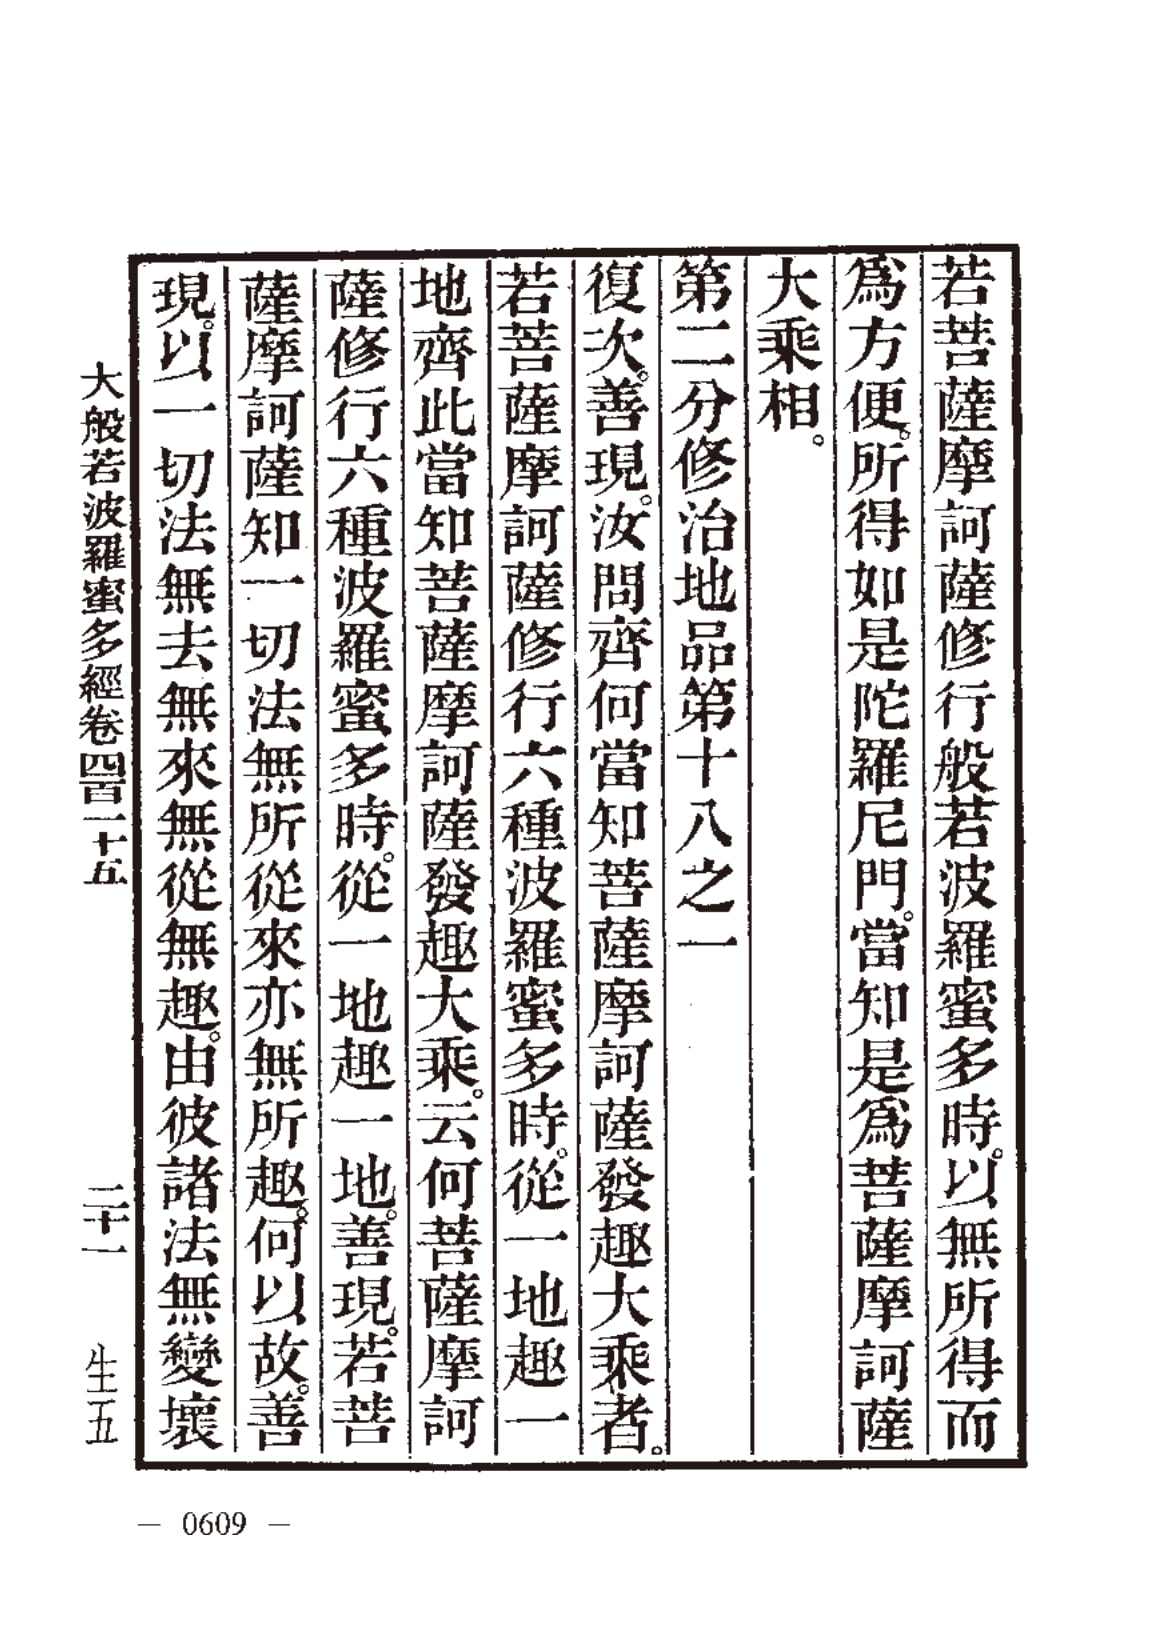 若菩薩摩訶薩修行般若波羅蜜多時。以無所得而
爲方便。所得如是陀羅尼門。當知是爲菩薩摩訶薩
大乘相。
第二分修治地品第十八之一
復次。善現。汝問齊何當知菩薩摩訶薩發趣大乘者。
若菩薩摩訶薩修行六種波羅蜜多時。從一地趣一
地齊此當知菩薩摩訶薩發趣大乘。云何菩薩摩訶
薩修行六種波羅蜜多時。從一地趣一地。善現。若菩
薩摩訶薩知一切法無所從來亦無所趣。何以故。善
現。以一切法無去無來無從無趣。由彼諸法無變壞
大般若波羅蜜多經卷四百一十五 二十一 生五
— 0609 —